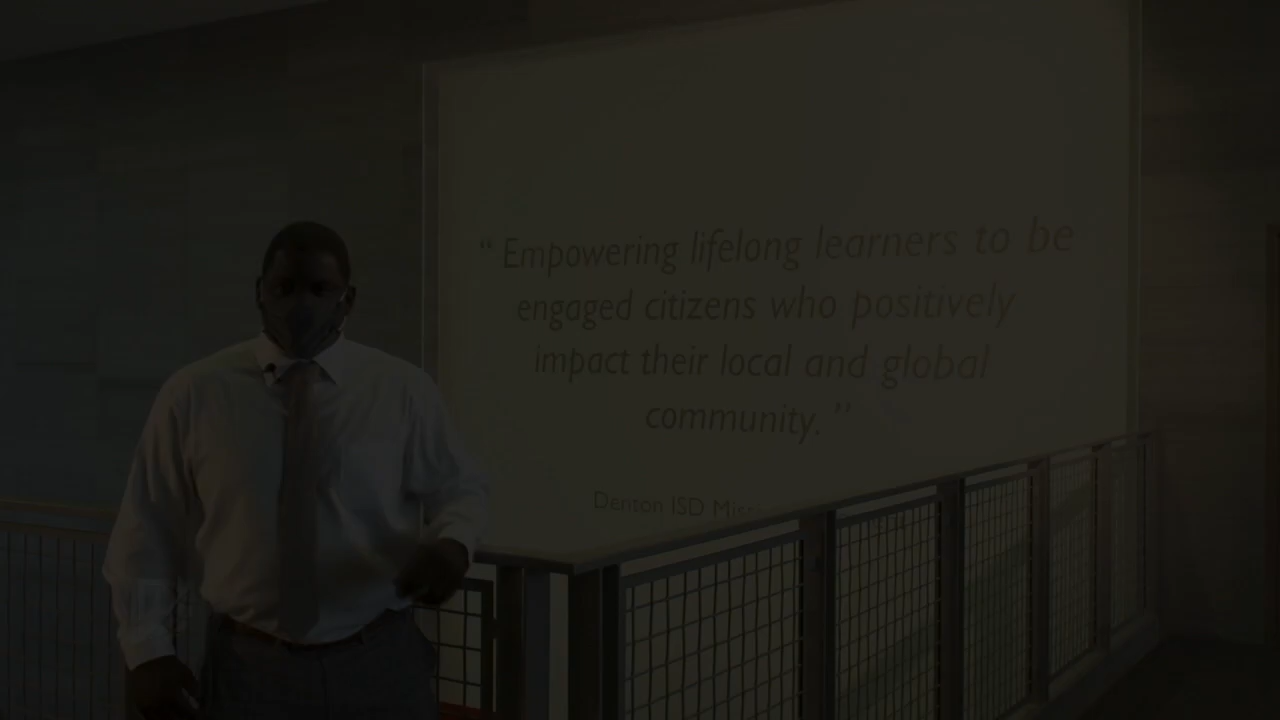 “ Empowering lifelong learners to be
engaged citizens who positively
impact their local and global
community. ”
Denton ISD